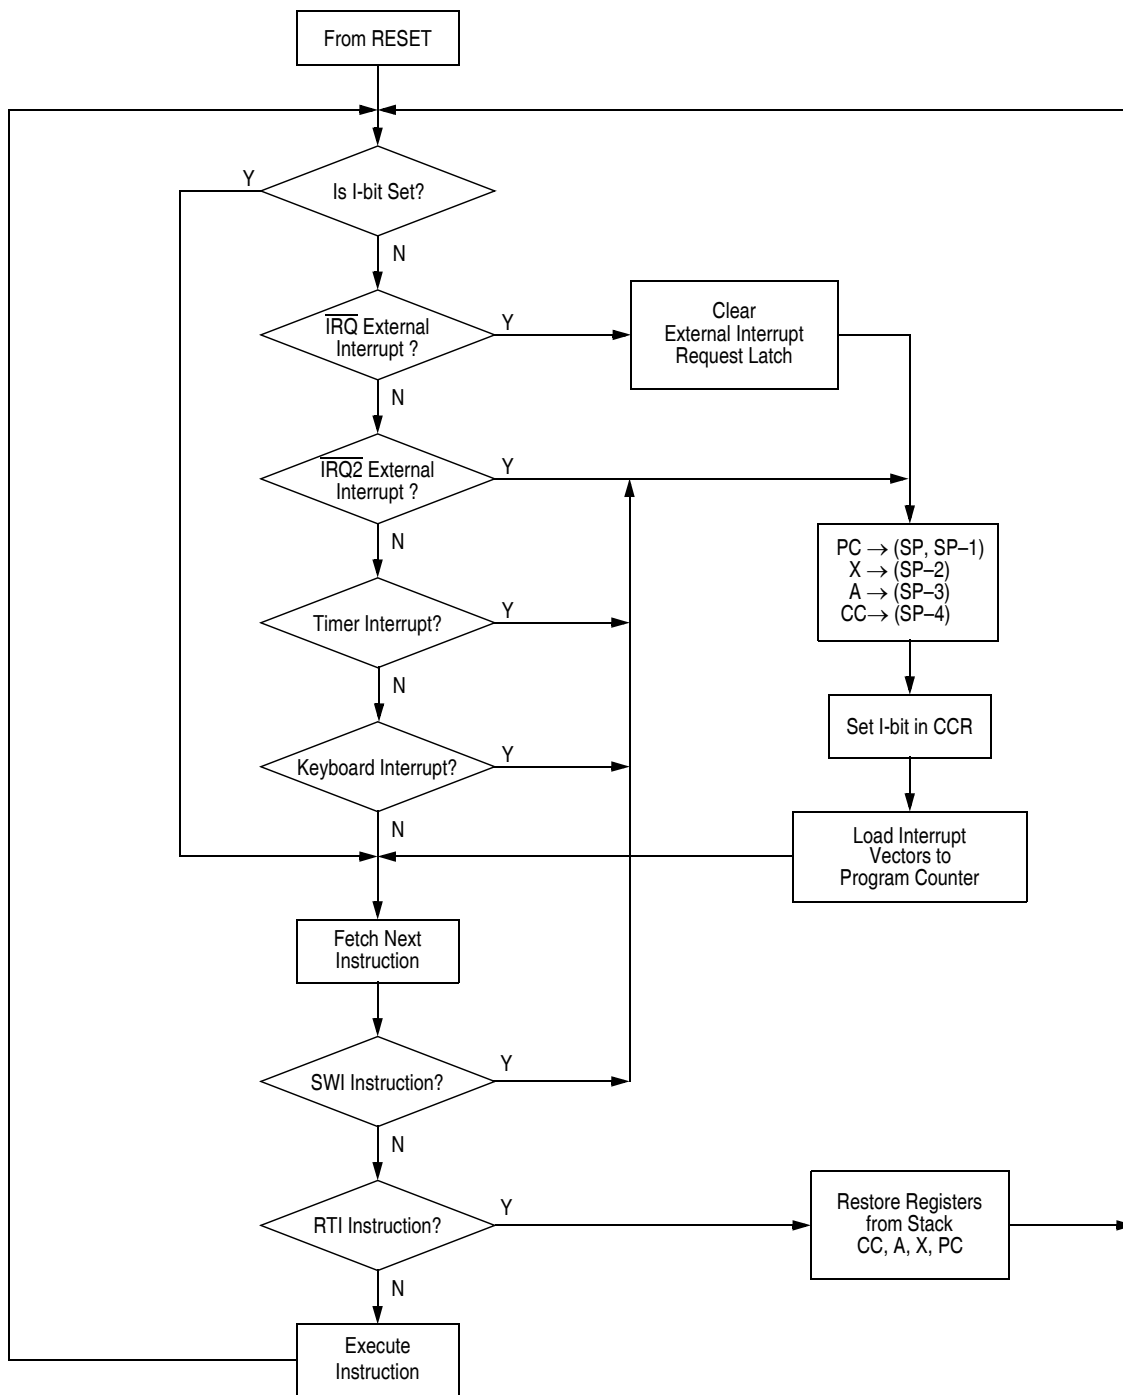 From RESET
Y
Is I-bit Set?
N
IRQ External
Interrupt ?
Y
Clear
External Interrupt
Request Latch
N
IRQ2 External
Interrupt ?
Y
N
PC → (SP, SP–1)
X → (SP–2)
A → (SP–3)
CC→ (SP–4)
Timer Interrupt?
Y
N
Set I-bit in CCR
Keyboard Interrupt?
Y
N
Load Interrupt
Vectors to
Program Counter
Fetch Next
Instruction
SWI Instruction?
Y
N
RTI Instruction?
Y
Restore Registers
from Stack
CC, A, X, PC
N
Execute
Instruction